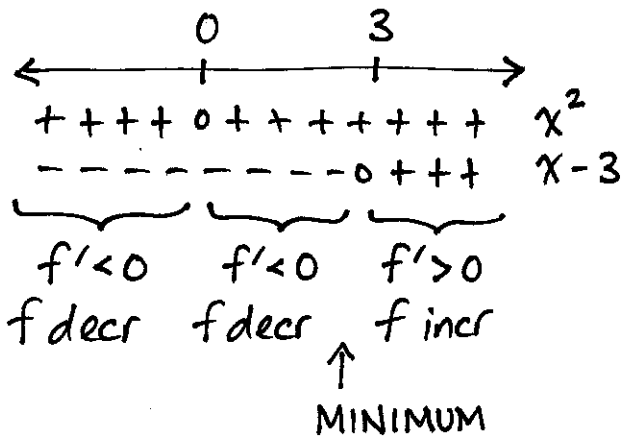 0 3
+ + + + 0 + + + + + + + x²
- - - - - - - - 0 + + + x-3
f'<0 f'<0 f'>0
f decr f decr f incr
↑
MINIMUM